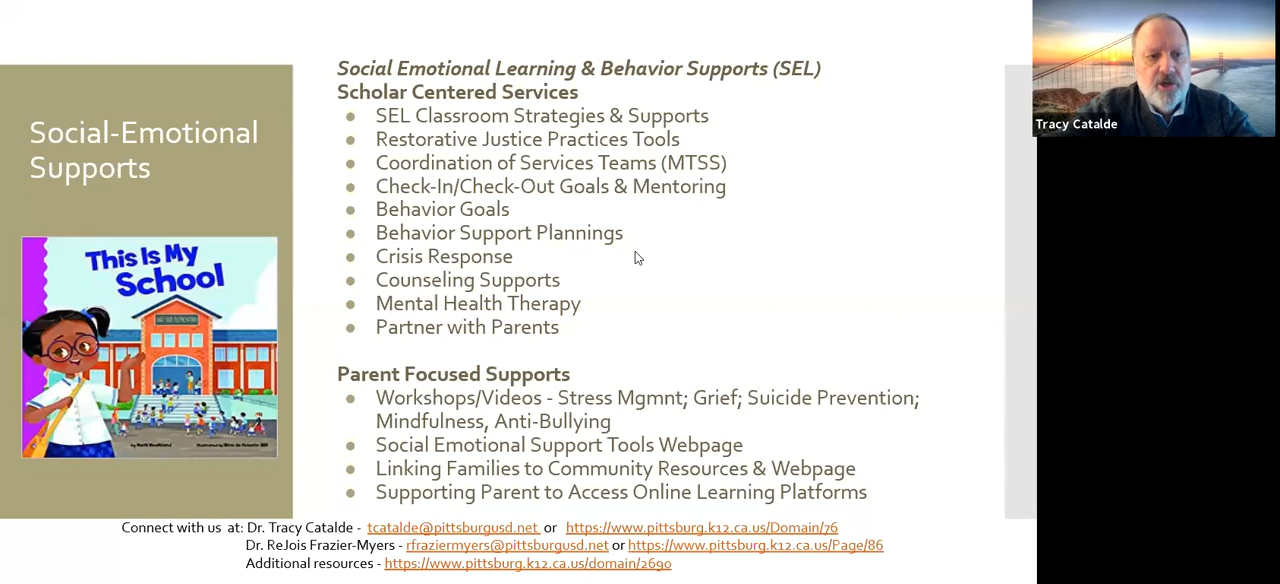 Social-Emotional
Supports
This Is My
School
Social Emotional Learning & Behavior Supports (SEL)
Scholar Centered Services
● SEL Classroom Strategies & Supports
● Restorative Justice Practices Tools
● Coordination of Services Teams (MTSS)
● Check-In/Check-Out Goals & Mentoring
● Behavior Goals
● Behavior Support Plannings
● Crisis Response
● Counseling Supports
● Mental Health Therapy
● Partner with Parents
Parent Focused Supports
● Workshops/Videos - Stress Mgmnt; Grief; Suicide Prevention;
Mindfulness, Anti-Bullying
● Social Emotional Support Tools Webpage
● Linking Families to Community Resources & Webpage
● Supporting Parent to Access Online Learning Platforms
Connect with us at: Dr. Tracy Catalde - tcatalde@pittsburgusd.net or https://www.pittsburg.k12.ca.us/Domain/76
Dr. ReJois Frazier-Myers - rfraziermyers@pittsburgusd.net or https://www.pittsburg.k12.ca.us/Page/86
Additional resources - https://www.pittsburg.k12.ca.us/domain/2690
Tracy Catalde